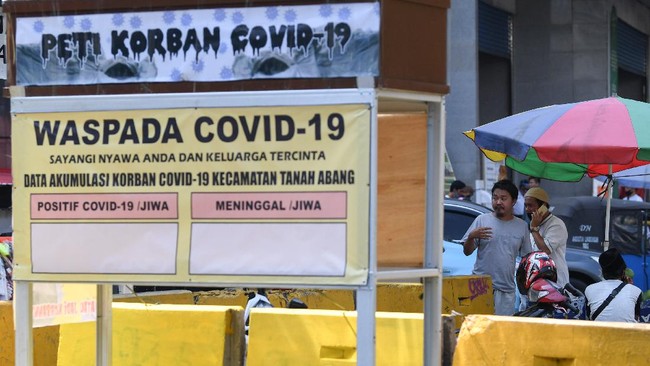 PETI KORBAN COVID-19
WASPADA COVID-19
SAYANGI NYAWA ANDA DAN KELUARGA TERCINTA
DATA AKUMULASI KORBAN COVID-19 KECAMATAN TANAH ABANG
POSITIF COVID-19 /JIWA
MENINGGAL /JIWA